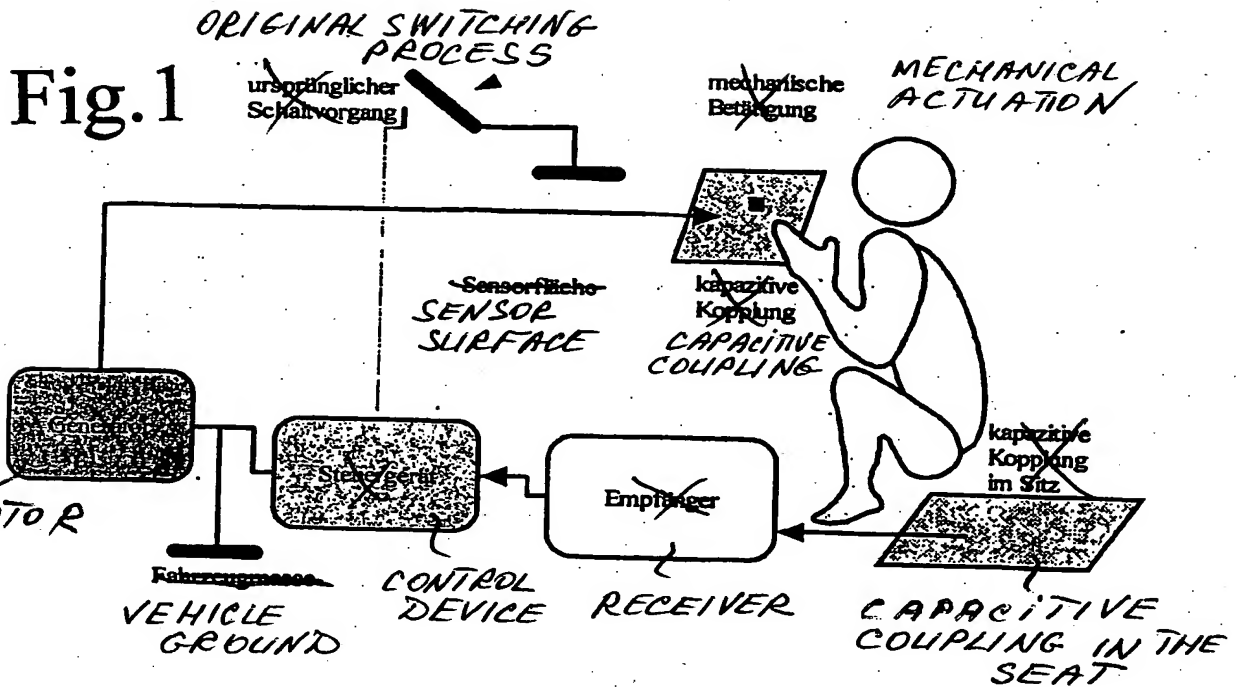 ORIGINAL SWITCHING
PROCESS
Fig.1
ursprünglicher
Schaltvorgang
mechanische
Betätigung
MECHANICAL
ACTUATION
Sensorfläche
SENSOR
SURFACE
kapazitive
Kopplung
CAPACITIVE
COUPLING
Generator
TOR
Steuergerät
Empfänger
kapazitive
Kopplung
im Sitz
Fahrzeugmasse
VEHICLE
GROUND
CONTROL
DEVICE
RECEIVER
CAPACITIVE
COUPLING IN THE
SEAT